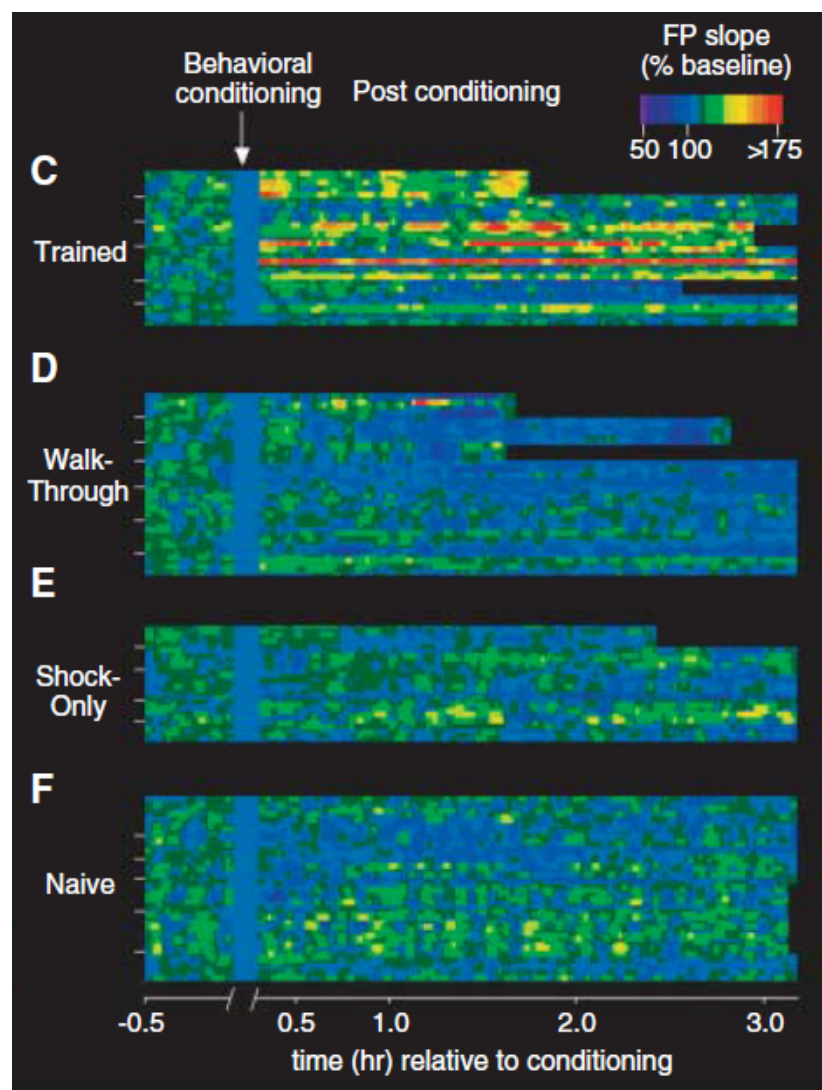 FP slope
(% baseline)
Behavioral
conditioning
Post conditioning
50 100 >175
C
Trained
D
Walk-
Through
E
Shock-
Only
F
Naive
-0.5 0.5 1.0 2.0 3.0
time (hr) relative to conditioning